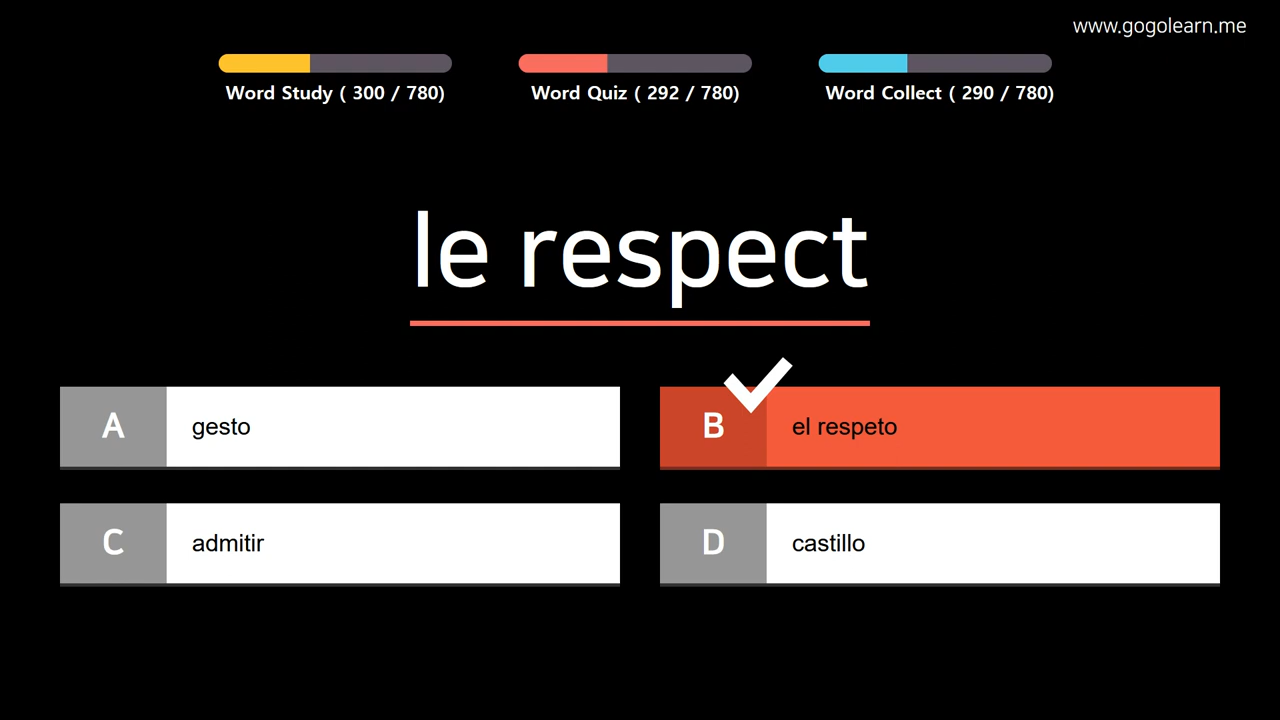 www.gogolearn.me
Word Study ( 300 / 780)
Word Quiz ( 292 / 780)
Word Collect ( 290 / 780)
le respect
A gesto
B el respeto
C admitir
D castillo